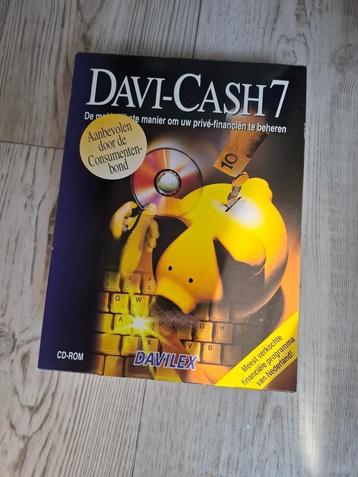 DAVI-CASH 7
De manier om uw privé-financiën te beheren
Aanbevolen
door de
Consumenten-
bond
10
Q W
A S
CD-ROM
DAVILEX
Meest verkochte
financiële programma
van Nederland!